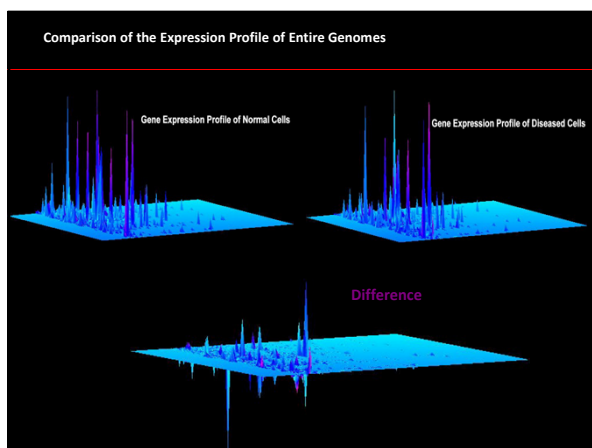 Comparison of the Expression Profile of Entire Genomes
Gene Expression Profile of Normal Cells
Gene Expression Profile of Diseased Cells
Difference